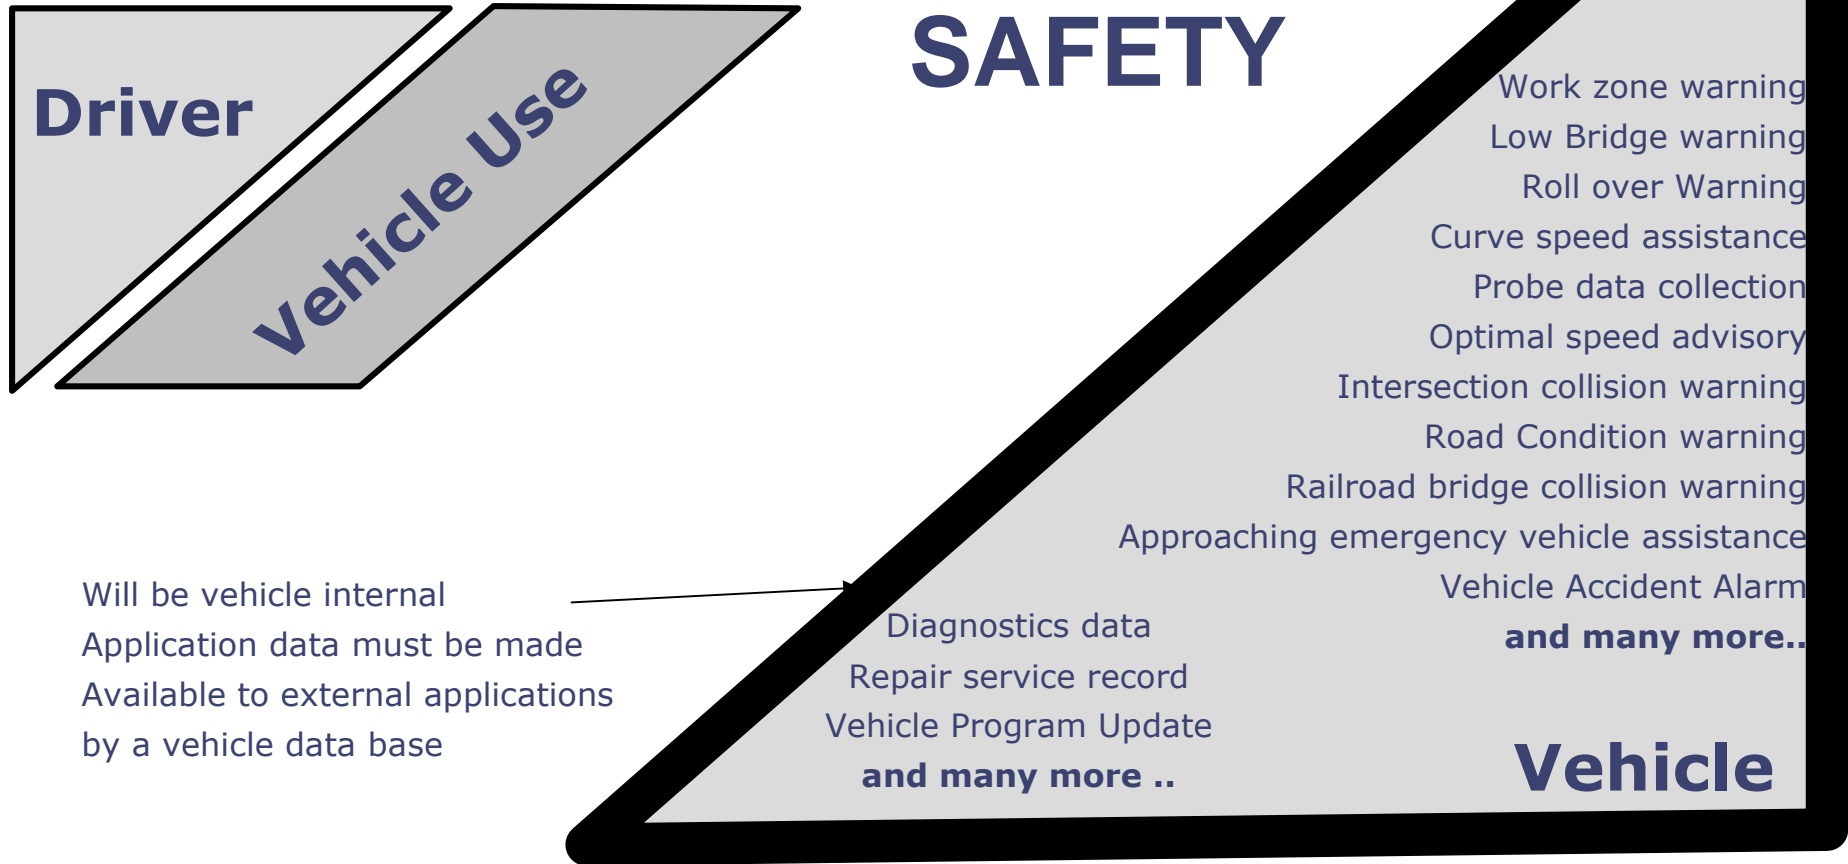 SAFETY
Driver
Vehicle Use
Work zone warning
Low Bridge warning
Roll over Warning
Curve speed assistance
Probe data collection
Optimal speed advisory
Intersection collision warning
Road Condition warning
Railroad bridge collision warning
Approaching emergency vehicle assistance
Vehicle Accident Alarm
and many more..
Will be vehicle internal
Application data must be made
Available to external applications
by a vehicle data base
Diagnostics data
Repair service record
Vehicle Program Update
and many more ..
Vehicle